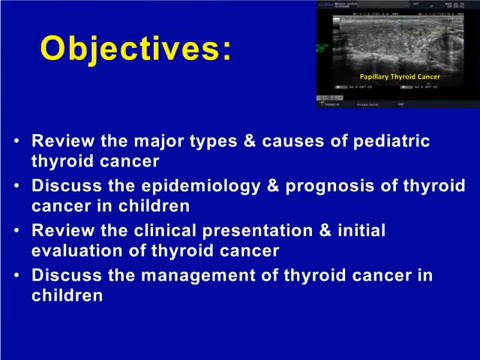 Objectives:
Papillary Thyroid Cancer
• Review the major types & causes of pediatric
thyroid cancer
• Discuss the epidemiology & prognosis of thyroid
cancer in children
• Review the clinical presentation & initial
evaluation of thyroid cancer
• Discuss the management of thyroid cancer in
children